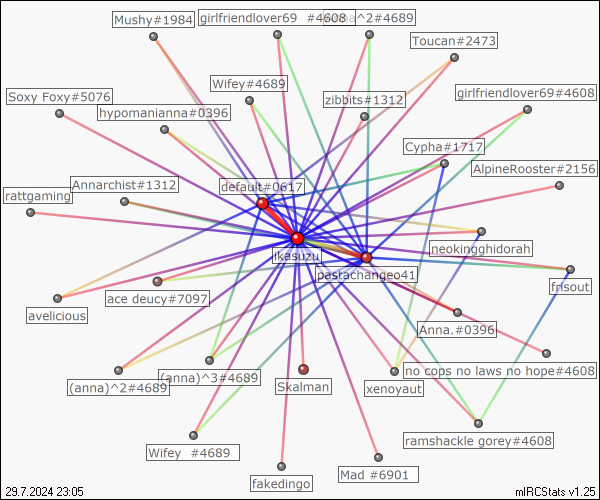 Mushy#1984
girlfriendlover69 #4608
^2#4689
Toucan#2473
Wifey#4689
Soxy Foxy#5076
zibbits#1312
girlfriendlover69#4608
hypomanianna#0396
Cypha#1717
AlpineRooster#2156
rattgaming
Annarchist#1312
default#0617
neokingghidorah
ikasuzu
pastachangeo41
frisout
avelicious
ace deucy#7097
Anna.#0396
(anna)^2#4689
(anna)^3#4689
Skalman
xenoyaut
no cops no laws no hope#4608
Wifey #4689
ramshackle gorey#4608
fakedingo
Mad #6901
29.7.2024 23:05
mIRCStats v1.25